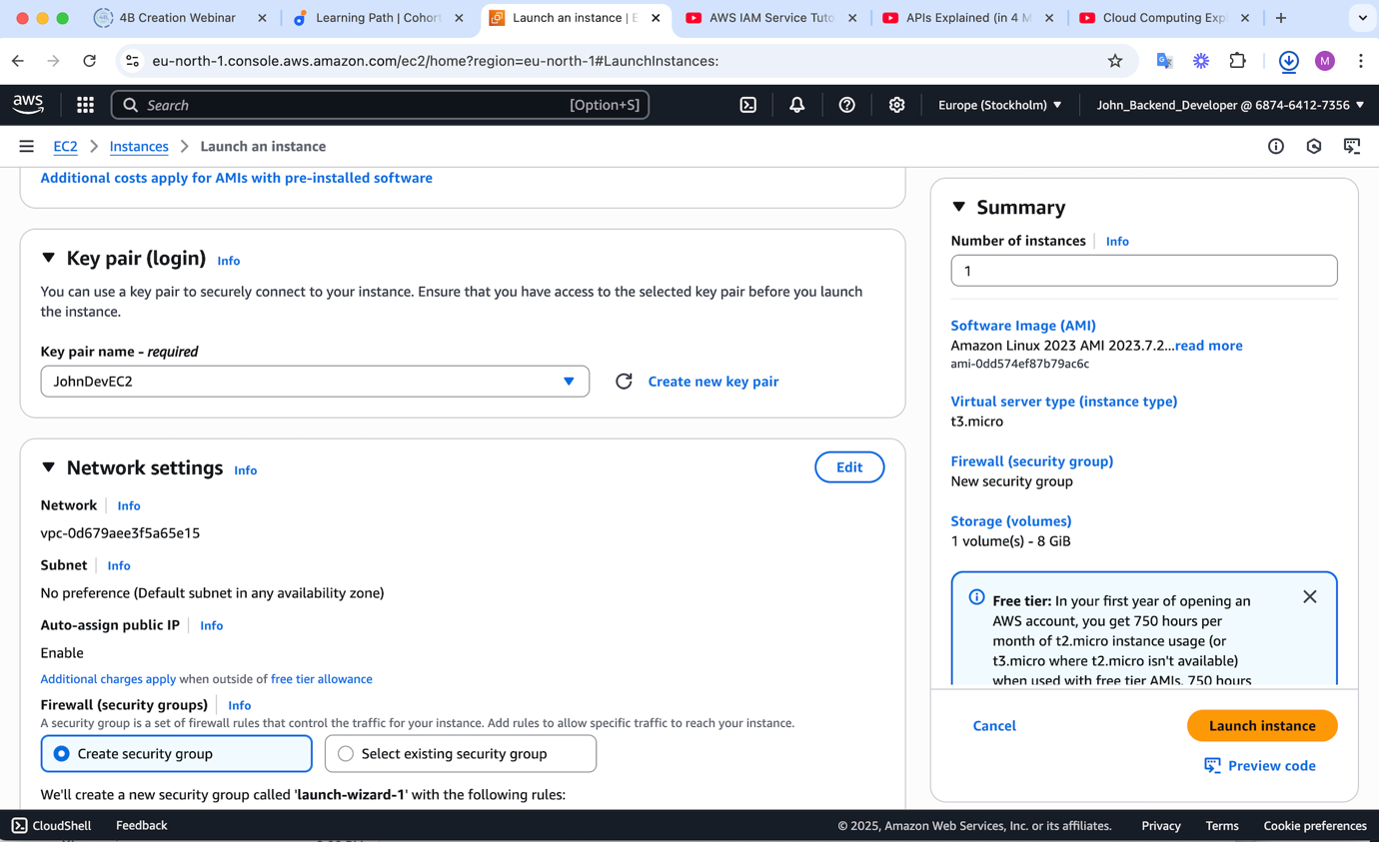 4B Creation Webinar
Learning Path | Cohort
Launch an instance | E
AWS IAM Service Tuto
APIs Explained (in 4 M
Cloud Computing Exp
eu-north-1.console.aws.amazon.com/ec2/home?region=eu-north-1#LaunchInstances:
M
aws
Search
[Option+S]
Europe (Stockholm)
John_Backend_Developer @ 6874-6412-7356
EC2
Instances
Launch an instance
Additional costs apply for AMIs with pre-installed software
Key pair (login) Info
You can use a key pair to securely connect to your instance. Ensure that you have access to the selected key pair before you launch
the instance.
Key pair name - required
JohnDevEC2
Create new key pair
Network settings Info
Edit
Network Info
vpc-0d679aee3f5a65e15
Subnet Info
No preference (Default subnet in any availability zone)
Auto-assign public IP Info
Enable
Additional charges apply when outside of free tier allowance
Firewall (security groups) Info
A security group is a set of firewall rules that control the traffic for your instance. Add rules to allow specific traffic to reach your instance.
Create security group
Select existing security group
We'll create a new security group called 'launch-wizard-1' with the following rules:
Summary
Number of instances Info
1
Software Image (AMI)
Amazon Linux 2023 AMI 2023.7.2...read more
ami-0dd574ef87b79ac6c
Virtual server type (instance type)
t3.micro
Firewall (security group)
New security group
Storage (volumes)
1 volume(s) - 8 GiB
Free tier: In your first year of opening an
AWS account, you get 750 hours per
month of t2.micro instance usage (or
t3.micro where t2.micro isn't available)
when used with free tier AMIs, 750 hours
Cancel
Launch instance
Preview code
CloudShell
Feedback
© 2025, Amazon Web Services, Inc. or its affiliates.
Privacy
Terms
Cookie preferences